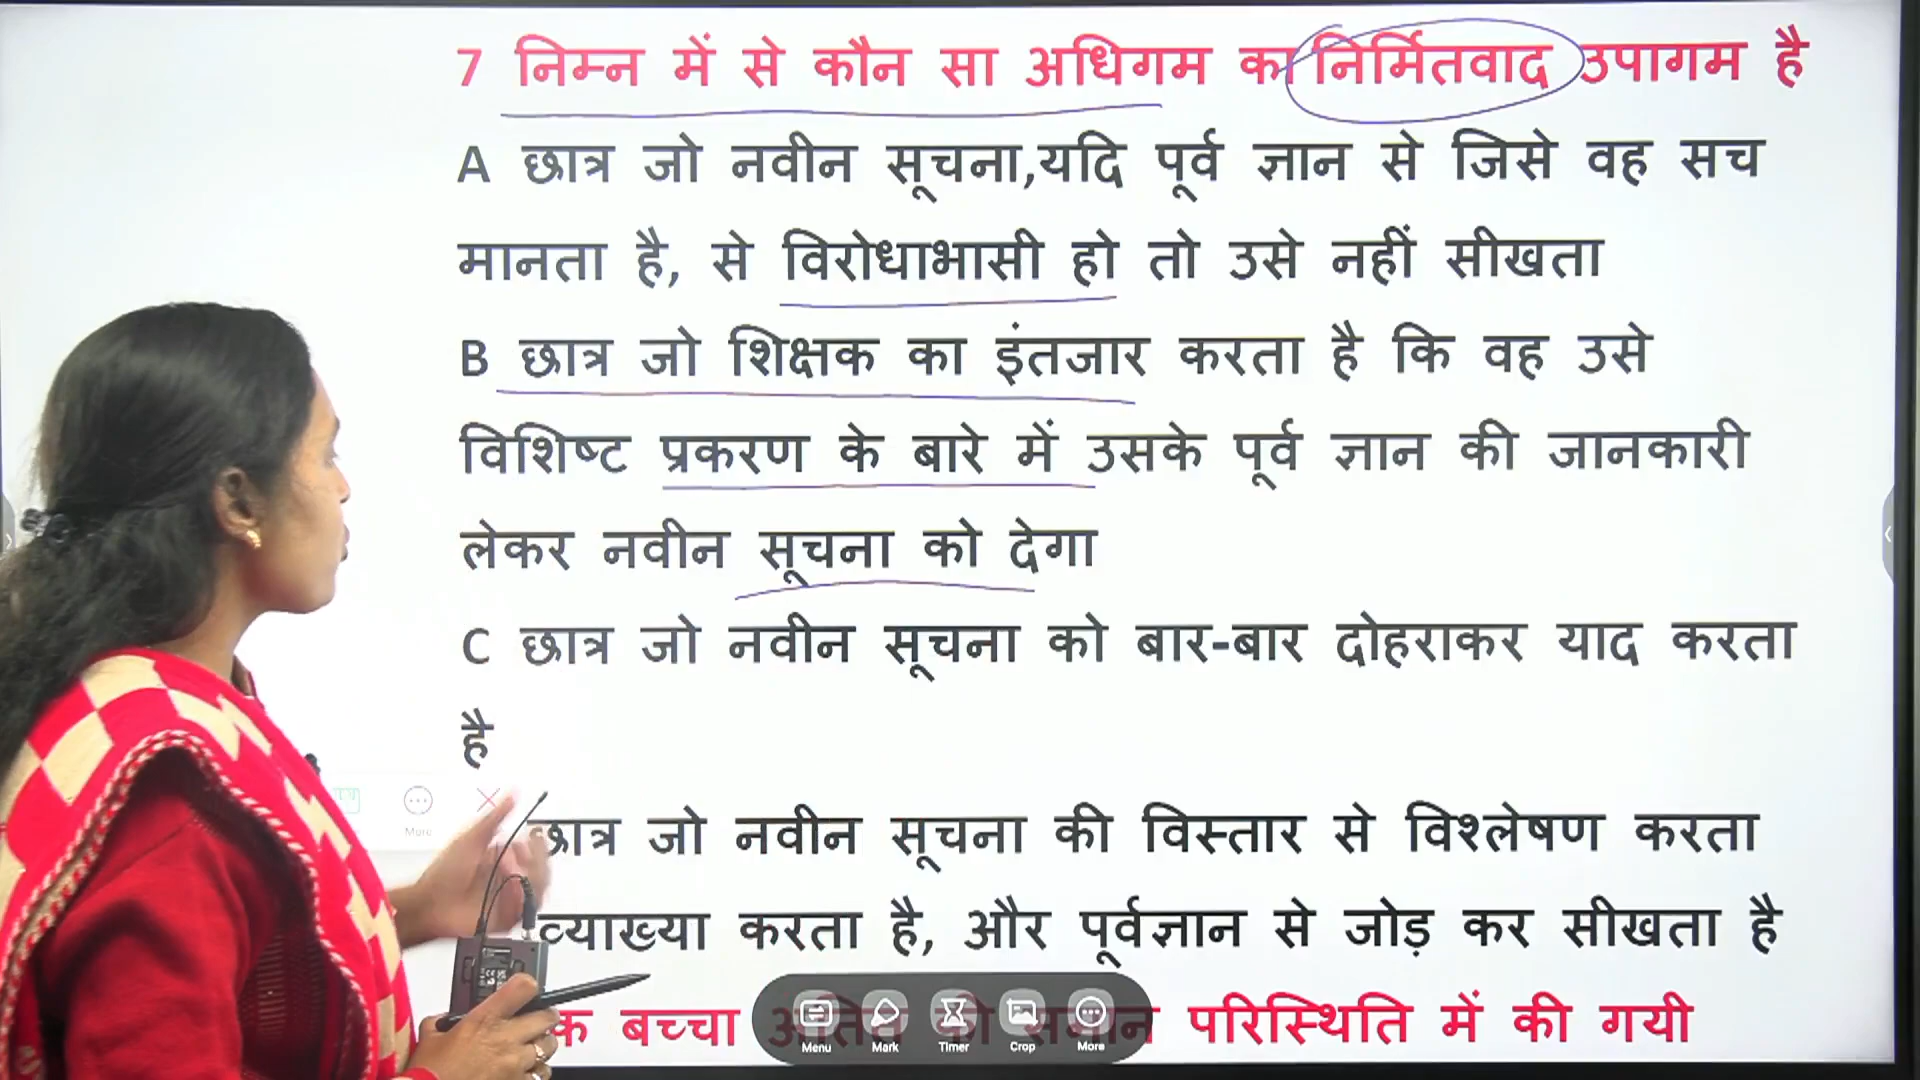 7 निम्न में से कौन सा अधिगम का निर्मितवाद उपागम है
A छात्र जो नवीन सूचना,यदि पूर्व ज्ञान से जिसे वह सच
मानता है, से विरोधाभासी हो तो उसे नहीं सीखता
B छात्र जो शिक्षक का इंतजार करता है कि वह उसे
विशिष्ट प्रकरण के बारे में उसके पूर्व ज्ञान की जानकारी
लेकर नवीन सूचना को देगा
C छात्र जो नवीन सूचना को बार-बार दोहराकर याद करता
है
More
छात्र जो नवीन सूचना की विस्तार से विश्लेषण करता
व्याख्या करता है, और पूर्वज्ञान से जोड़ कर सीखता है
बच्चा की समान परिस्थिति में की गयी
Menu Mark Timer Crop More